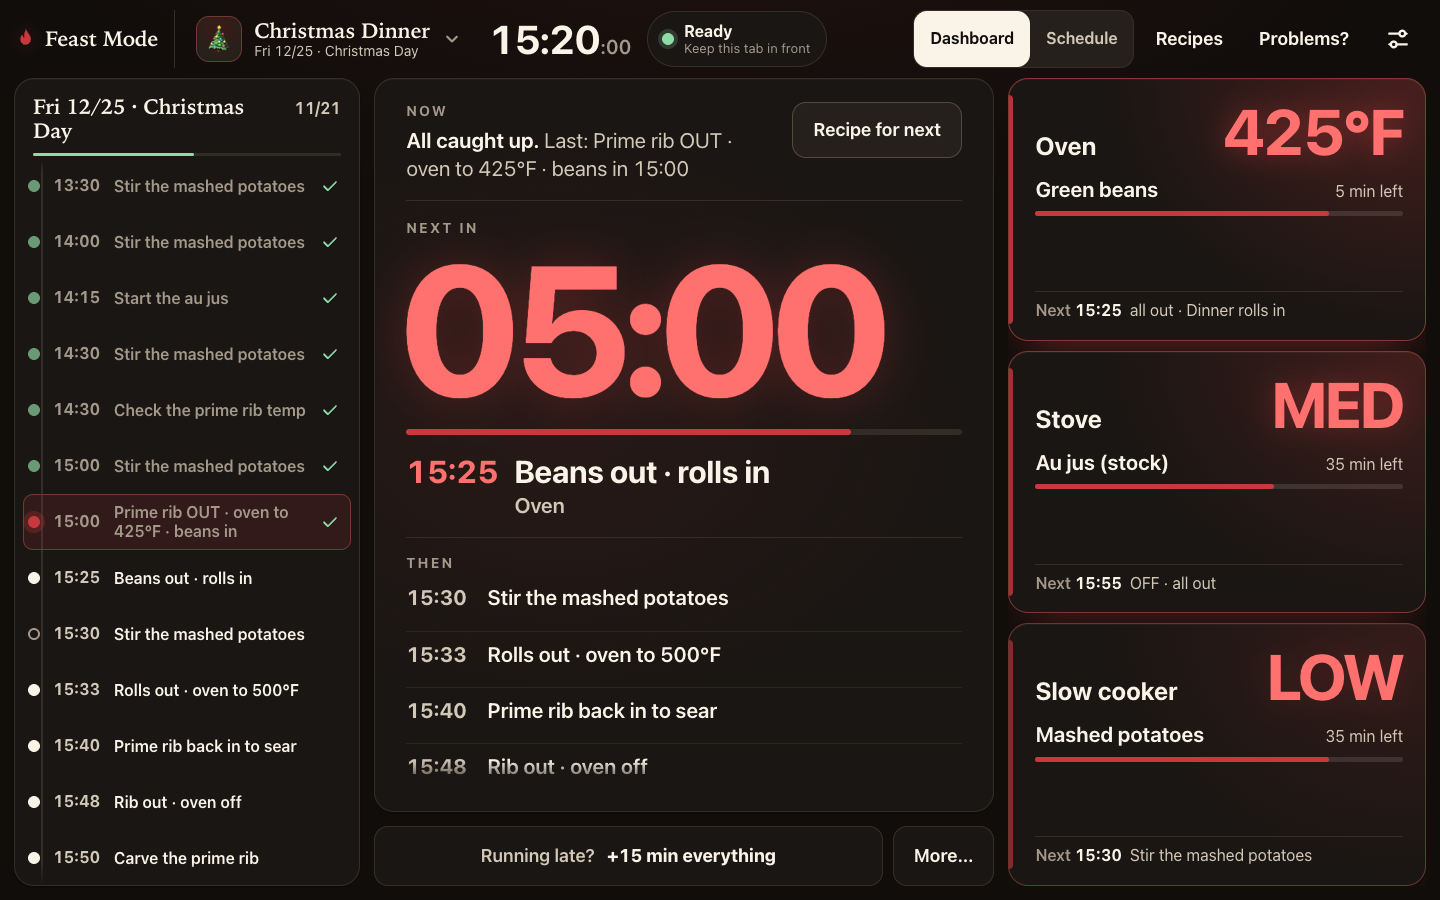 Feast Mode
Christmas Dinner
Fri 12/25 · Christmas Day
15:20:00
Ready
Keep this tab in front
Dashboard
Schedule
Recipes
Problems?
Fri 12/25 · Christmas
Day
11/21
13:30 Stir the mashed potatoes
14:00 Stir the mashed potatoes
14:15 Start the au jus
14:30 Stir the mashed potatoes
14:30 Check the prime rib temp
15:00 Stir the mashed potatoes
15:00 Prime rib OUT · oven to
425°F · beans in
15:25 Beans out · rolls in
15:30 Stir the mashed potatoes
15:33 Rolls out · oven to 500°F
15:40 Prime rib back in to sear
15:48 Rib out · oven off
15:50 Carve the prime rib
NOW
All caught up. Last: Prime rib OUT ·
oven to 425°F · beans in 15:00
Recipe for next
NEXT IN
05:00
15:25 Beans out · rolls in
Oven
THEN
15:30 Stir the mashed potatoes
15:33 Rolls out · oven to 500°F
15:40 Prime rib back in to sear
15:48 Rib out · oven off
Running late? +15 min everything
More...
Oven 425°F
Green beans 5 min left
Next 15:25 all out · Dinner rolls in
Stove MED
Au jus (stock) 35 min left
Next 15:55 OFF · all out
Slow cooker LOW
Mashed potatoes 35 min left
Next 15:30 Stir the mashed potatoes